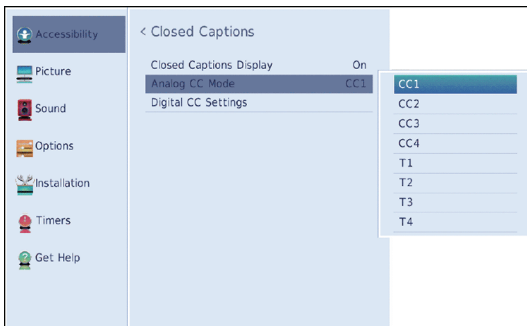 Accessibility
Picture
Sound
Options
Installation
Timers
Get Help
< Closed Captions
Closed Captions Display On
Analog CC Mode CC1
Digital CC Settings
CC1
CC2
CC3
CC4
T1
T2
T3
T4